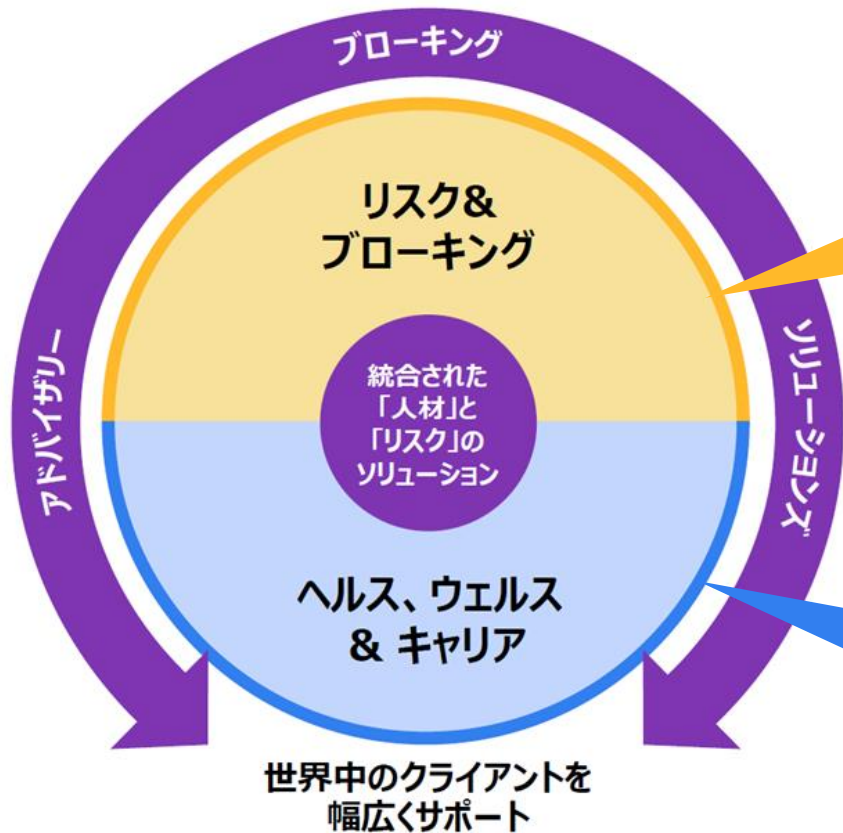 ブローキング
リスク&
ブローキング
アドバイザリー
統合された
「人材」と
「リスク」の
ソリューション
ソリューションズ
ヘルス、ウェルス
& キャリア
世界中のクライアントを
幅広くサポート